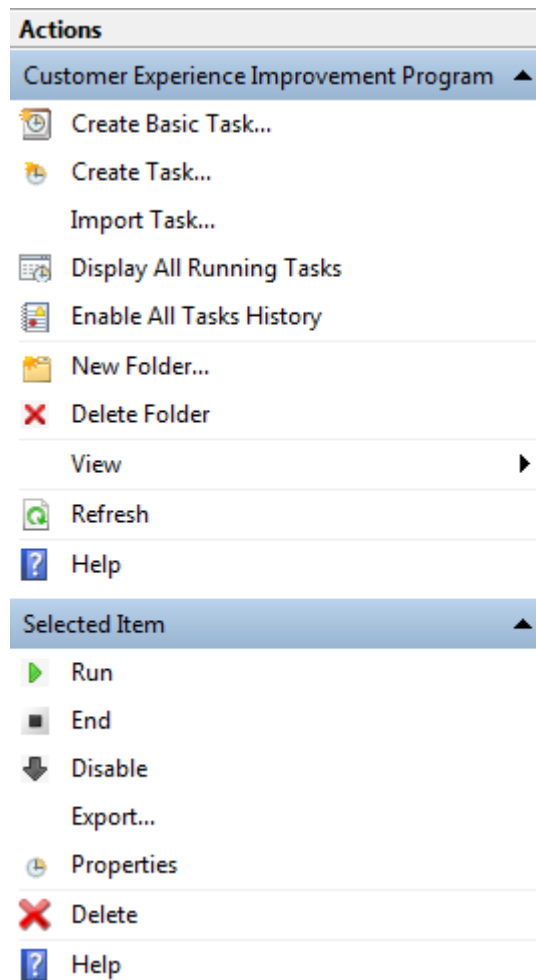 Actions
Customer Experience Improvement Program
Create Basic Task...
Create Task...
Import Task...
Display All Running Tasks
Enable All Tasks History
New Folder...
Delete Folder
View
Refresh
Help
Selected Item
Run
End
Disable
Export...
Properties
Delete
Help